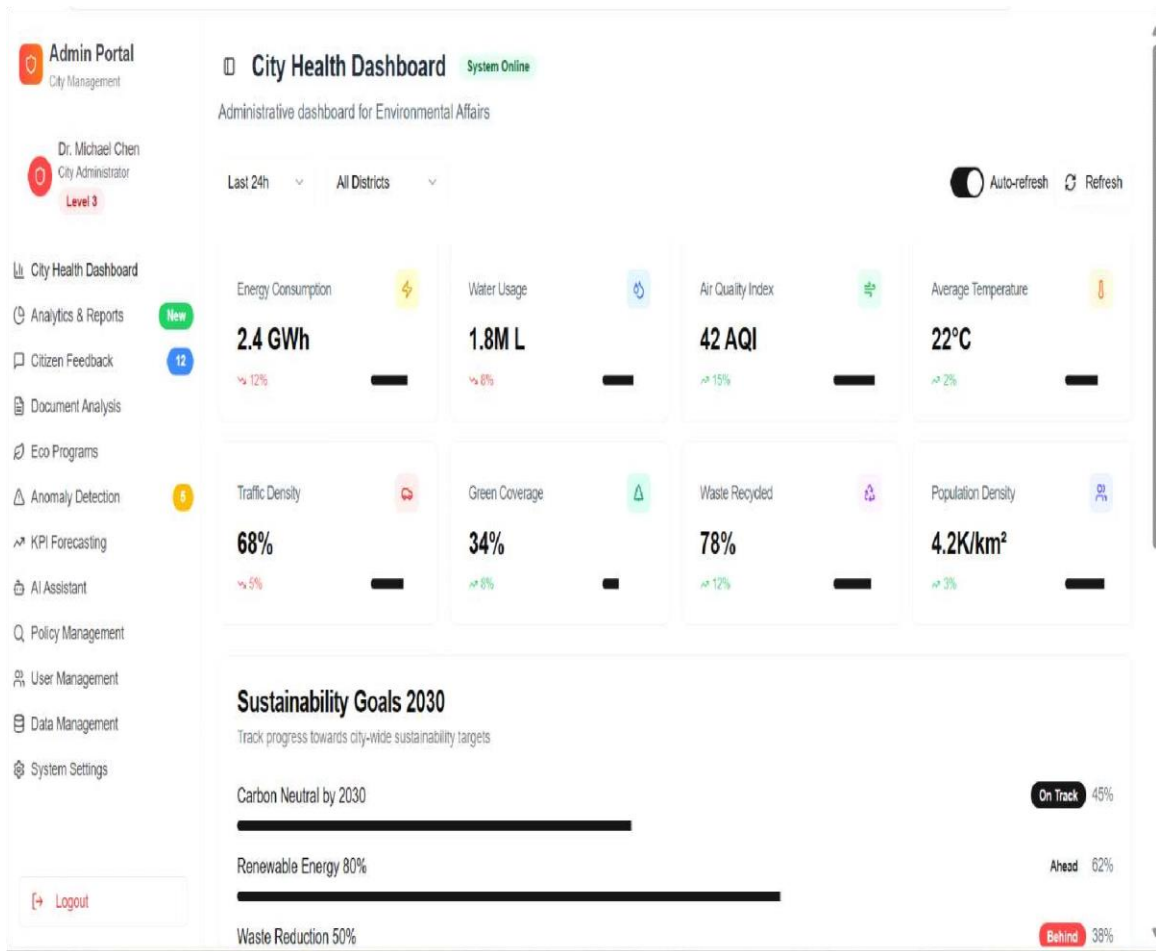 Admin Portal
City Management
Dr. Michael Chen
City Administrator
Level 3
City Health Dashboard
Analytics & Reports New
Citizen Feedback 12
Document Analysis
Eco Programs
Anomaly Detection 5
KPI Forecasting
AI Assistant
Policy Management
User Management
Data Management
System Settings
Logout
City Health Dashboard System Online
Administrative dashboard for Environmental Affairs
Last 24h All Districts Auto-refresh Refresh
Energy Consumption
2.4 GWh
12%
Water Usage
1.8M L
8%
Air Quality Index
42 AQI
15%
Average Temperature
22°C
2%
Traffic Density
68%
5%
Green Coverage
34%
8%
Waste Recycled
78%
12%
Population Density
4.2K/km²
3%
Sustainability Goals 2030
Track progress towards city-wide sustainability targets
Carbon Neutral by 2030 On Track 45%
Renewable Energy 80% Ahead 62%
Waste Reduction 50% Behind 38%